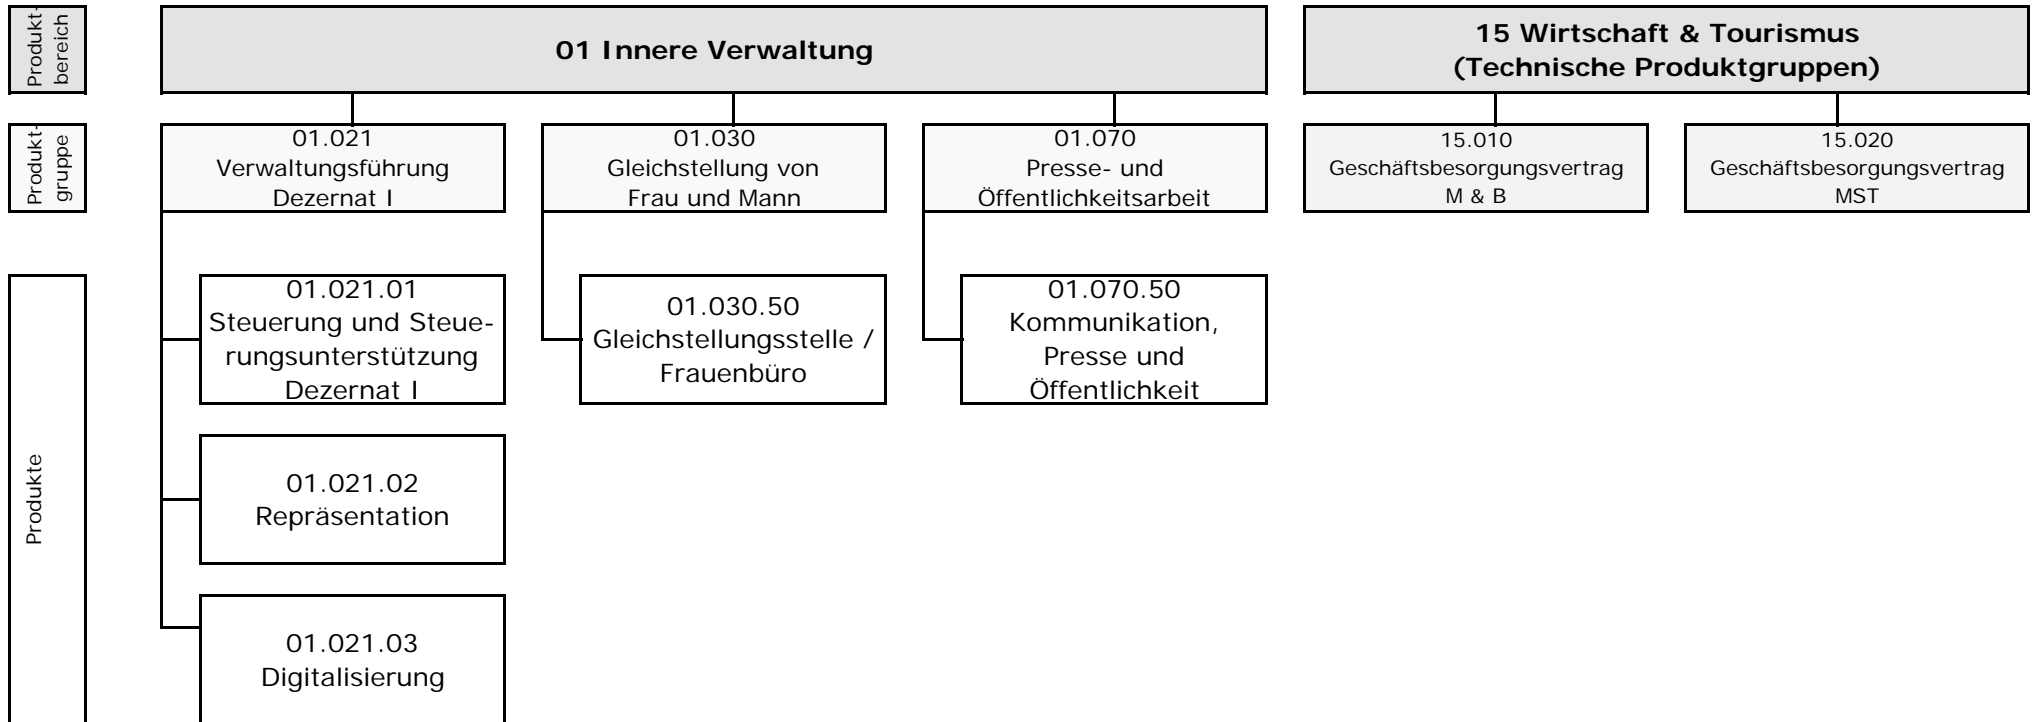 Produkt-
bereich
01 Innere Verwaltung
15 Wirtschaft & Tourismus
(Technische Produktgruppen)
Produkt-
gruppe
01.021
Verwaltungsführung
Dezernat I
01.030
Gleichstellung von
Frau und Mann
01.070
Presse- und
Öffentlichkeitsarbeit
15.010
Geschäftsbesorgungsvertrag
M & B
15.020
Geschäftsbesorgungsvertrag
MST
Produkte
01.021.01
Steuerung und Steue-
rungsunterstützung
Dezernat I
01.030.50
Gleichstellungsstelle /
Frauenbüro
01.070.50
Kommunikation,
Presse und
Öffentlichkeit
01.021.02
Repräsentation
01.021.03
Digitalisierung